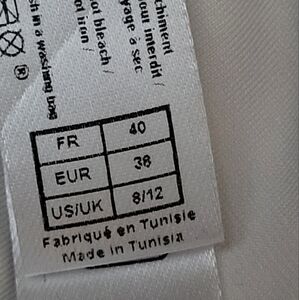 chiment
our interdit /
yage à sec
ot bleach /
ot iron /
sh in a washing bag
®
FR 40
EUR 38
US/UK 8/12
Fabriqué en Tunisie
Made in Tunisia